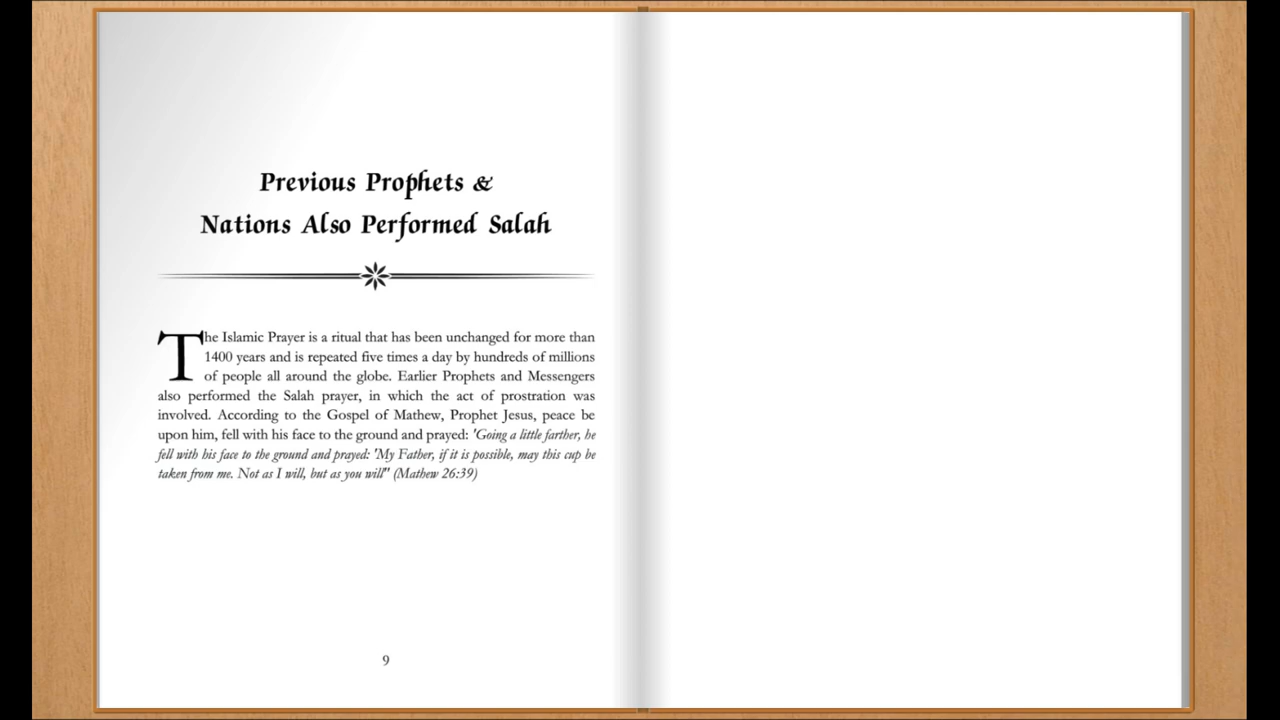 Previous Prophets &
Nations Also Performed Salah
The Islamic Prayer is a ritual that has been unchanged for more than
1400 years and is repeated five times a day by hundreds of millions
of people all around the globe. Earlier Prophets and Messengers
also performed the Salah prayer, in which the act of prostration was
involved. According to the Gospel of Mathew, Prophet Jesus, peace be
upon him, fell with his face to the ground and prayed: 'Going a little farther, he
fell with his face to the ground and prayed: 'My Father, if it is possible, may this cup be
taken from me. Not as I will, but as you will" (Mathew 26:39)
9